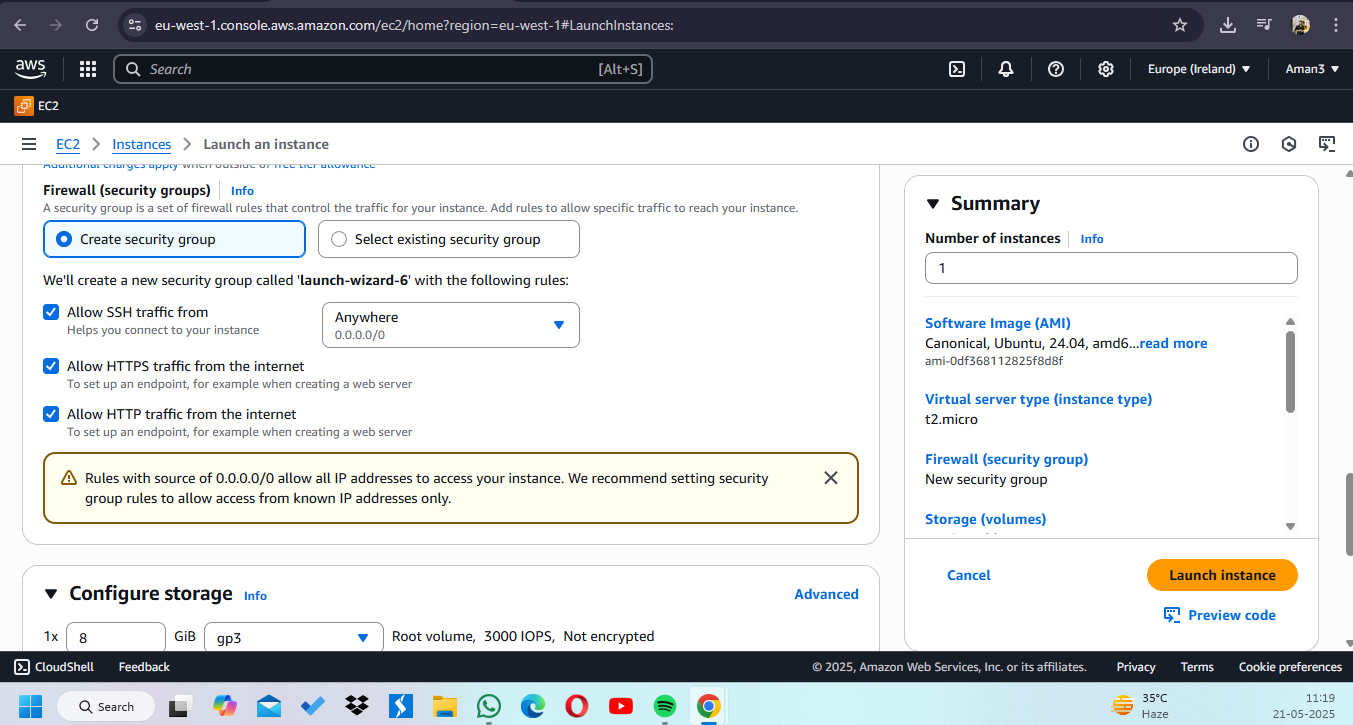 eu-west-1.console.aws.amazon.com/ec2/home?region=eu-west-1#LaunchInstances:
aws
Search
[Alt+S]
Europe (Ireland)
Aman3
EC2
EC2
Instances
Launch an instance
Additional charges apply when outside of free tier allowance
Firewall (security groups)
Info
A security group is a set of firewall rules that control the traffic for your instance. Add rules to allow specific traffic to reach your instance.
Create security group
Select existing security group
We'll create a new security group called 'launch-wizard-6' with the following rules:
Allow SSH traffic from
Helps you connect to your instance
Anywhere
0.0.0.0/0
Allow HTTPS traffic from the internet
To set up an endpoint, for example when creating a web server
Allow HTTP traffic from the internet
To set up an endpoint, for example when creating a web server
Rules with source of 0.0.0.0/0 allow all IP addresses to access your instance. We recommend setting security
group rules to allow access from known IP addresses only.
Configure storage
Info
Advanced
1x
8
GiB
gp3
Root volume, 3000 IOPS, Not encrypted
Summary
Number of instances
Info
1
Software Image (AMI)
Canonical, Ubuntu, 24.04, amd6...read more
ami-0df368112825f8d8f
Virtual server type (instance type)
t2.micro
Firewall (security group)
New security group
Storage (volumes)
Cancel
Launch instance
Preview code
CloudShell
Feedback
© 2025, Amazon Web Services, Inc. or its affiliates.
Privacy
Terms
Cookie preferences
Search
35°C
Haze
11:19
21-05-2025